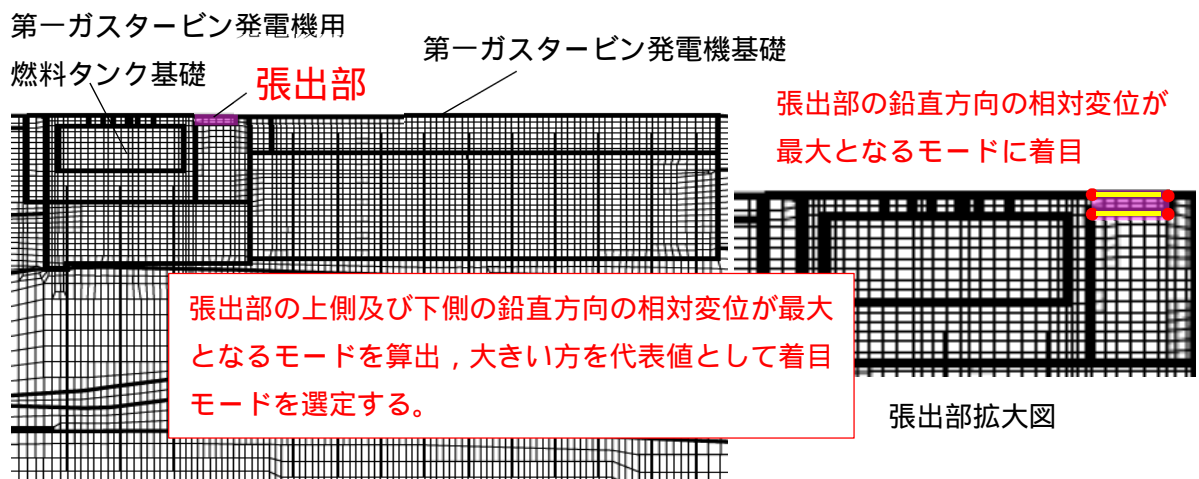 第一ガスタービン発電機用
燃料タンク基礎
張出部
第一ガスタービン発電機基礎
張出部の鉛直方向の相対変位が
最大となるモードに着目
張出部の上側及び下側の鉛直方向の相対変位が最大
となるモードを算出，大きい方を代表値として着目
モードを選定する。
張出部拡大図